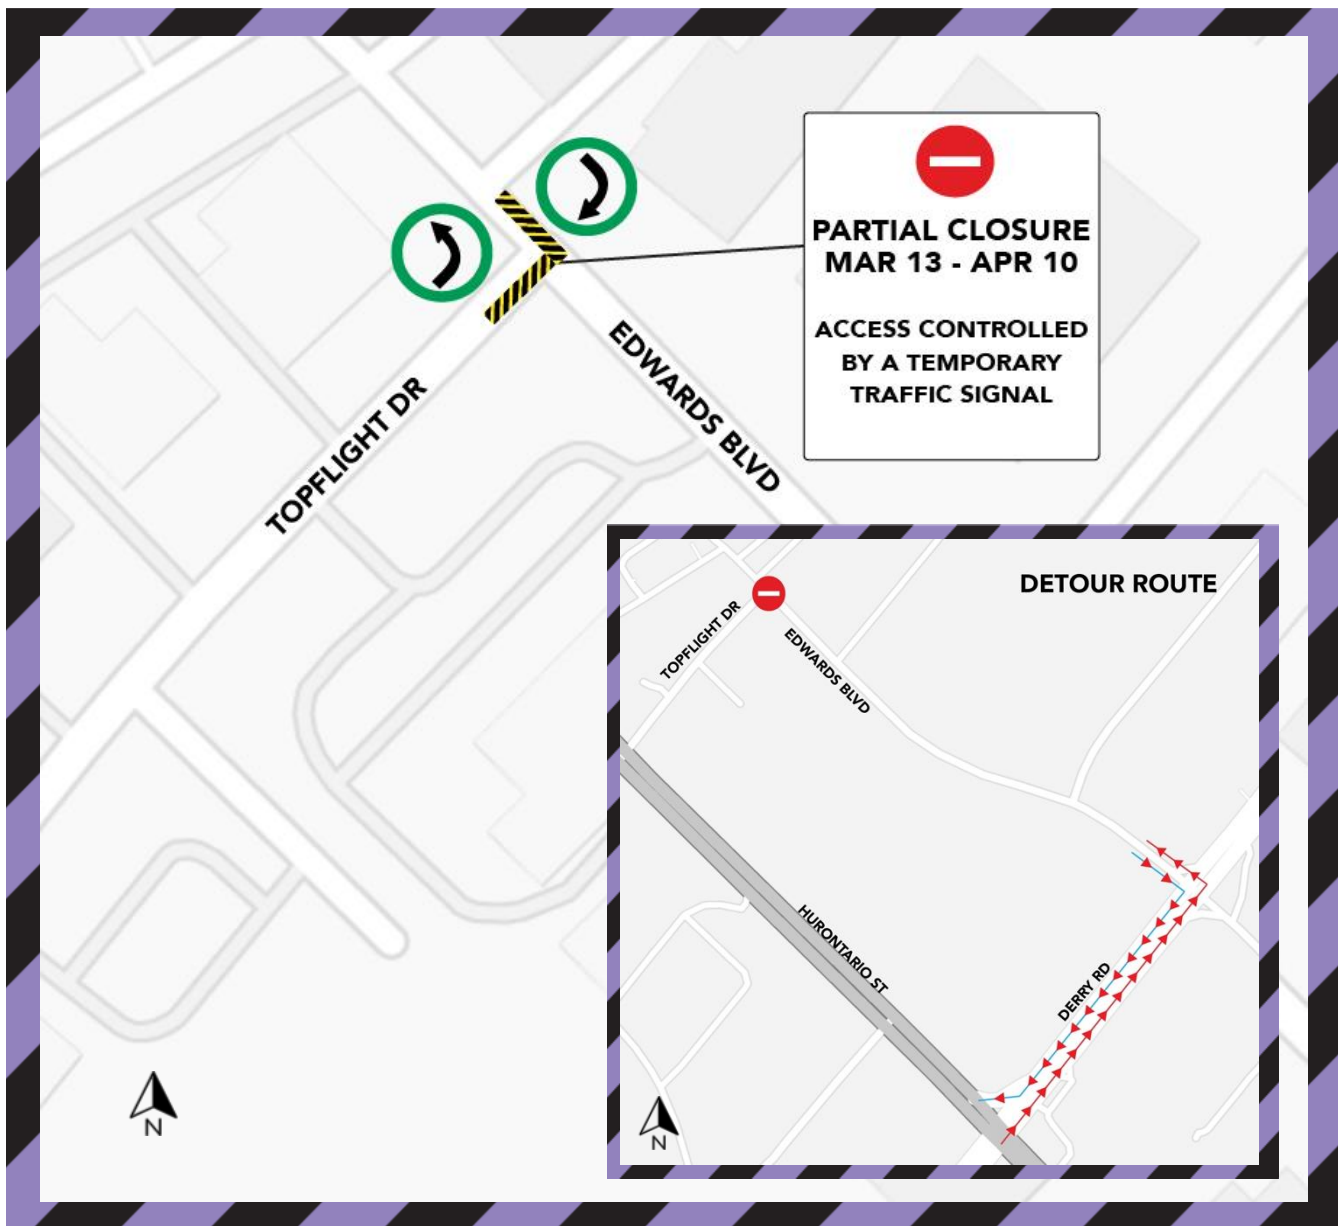 PARTIAL CLOSURE
MAR 13 - APR 10
ACCESS CONTROLLED
BY A TEMPORARY
TRAFFIC SIGNAL
TOPFLIGHT DR
EDWARDS BLVD
N
DETOUR ROUTE
TOPFLIGHT DR
EDWARDS BLVD
HURONTARIO ST
DERRY RD
N